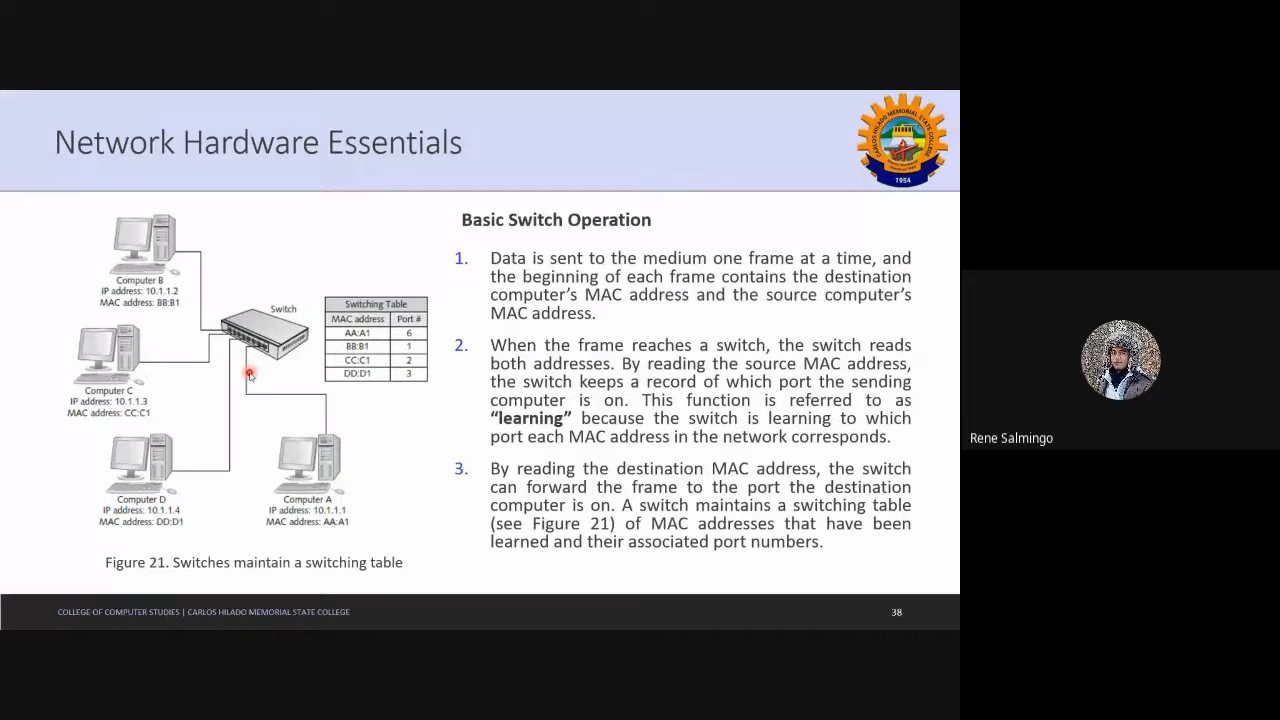 Network Hardware Essentials
CARLOS HILADO MEMORIAL STATE COLLEGE
1954
Computer B
IP address: 10.1.1.2
MAC address: BB:B1
Computer C
IP address: 10.1.1.3
MAC address: CC:C1
Computer D
IP address: 10.1.1.4
MAC address: DD:D1
Computer A
IP address: 10.1.1.1
MAC address: AA:A1
Switch
Switching Table
MAC address Port #
AA:A1 6
BB:B1 1
CC:C1 2
DD:D1 3
Figure 21. Switches maintain a switching table
Basic Switch Operation
1. Data is sent to the medium one frame at a time, and
the beginning of each frame contains the destination
computer's MAC address and the source computer's
MAC address.
2. When the frame reaches a switch, the switch reads
both addresses. By reading the source MAC address,
the switch keeps a record of which port the sending
computer is on. This function is referred to as
“learning” because the switch is learning to which
port each MAC address in the network corresponds.
3. By reading the destination MAC address, the switch
can forward the frame to the port the destination
computer is on. A switch maintains a switching table
(see Figure 21) of MAC addresses that have been
learned and their associated port numbers.
COLLEGE OF COMPUTER STUDIES | CARLOS HILADO MEMORIAL STATE COLLEGE
38
Rene Salmingo